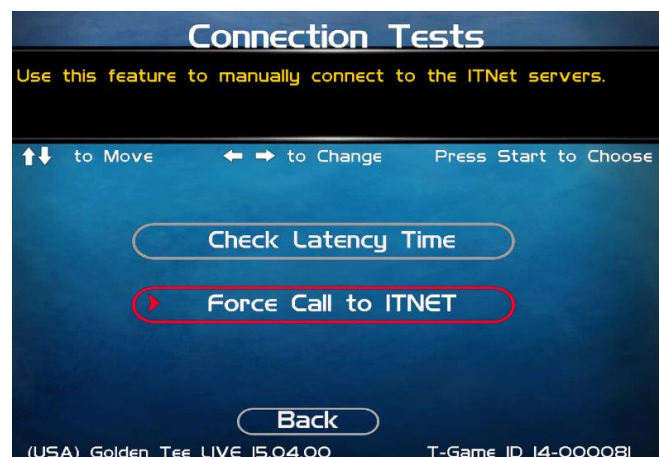 Connection Tests
Use this feature to manually connect to the ITNet servers.
to Move to Change Press Start to Choose
Check Latency Time
Force Call to ITNET
Back
(USA) Golden Tee LIVE 15.04.00 T-Game ID 14-000081